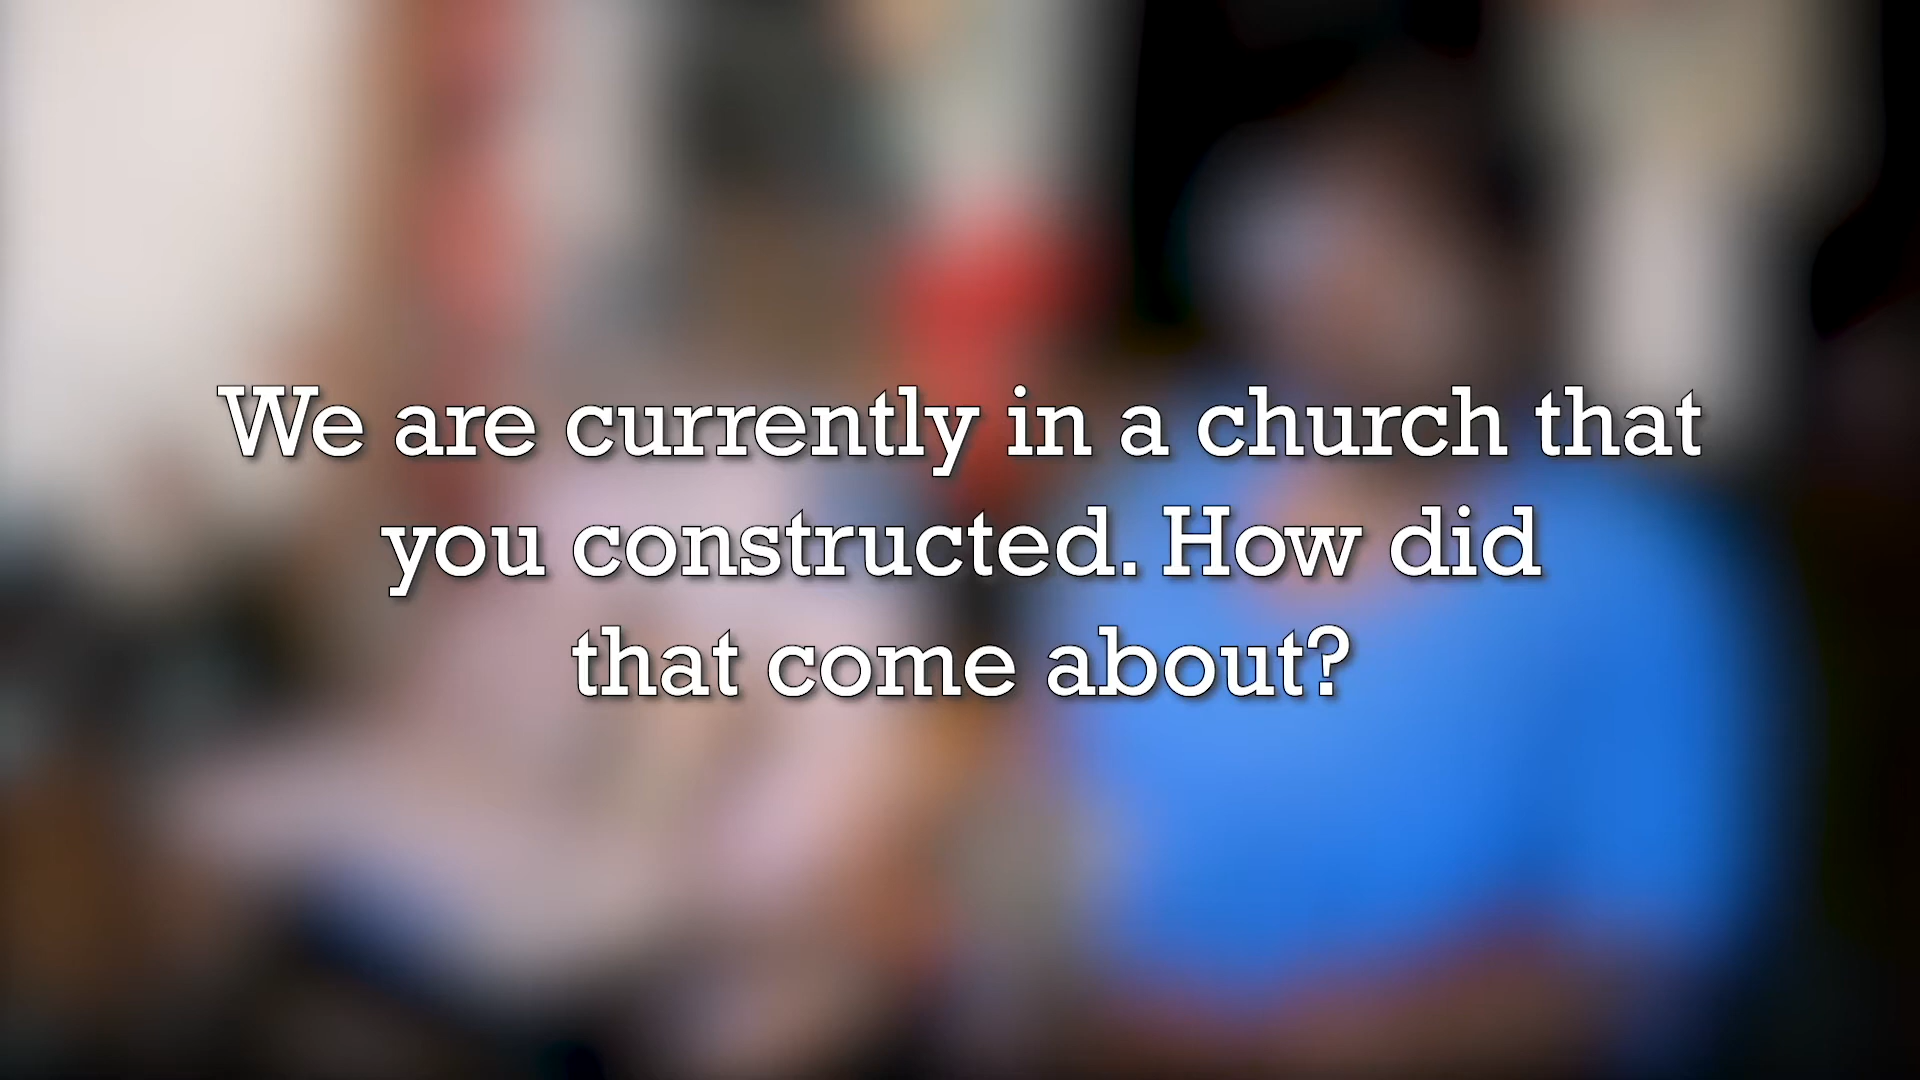 We are currently in a church that
you constructed. How did
that come about?